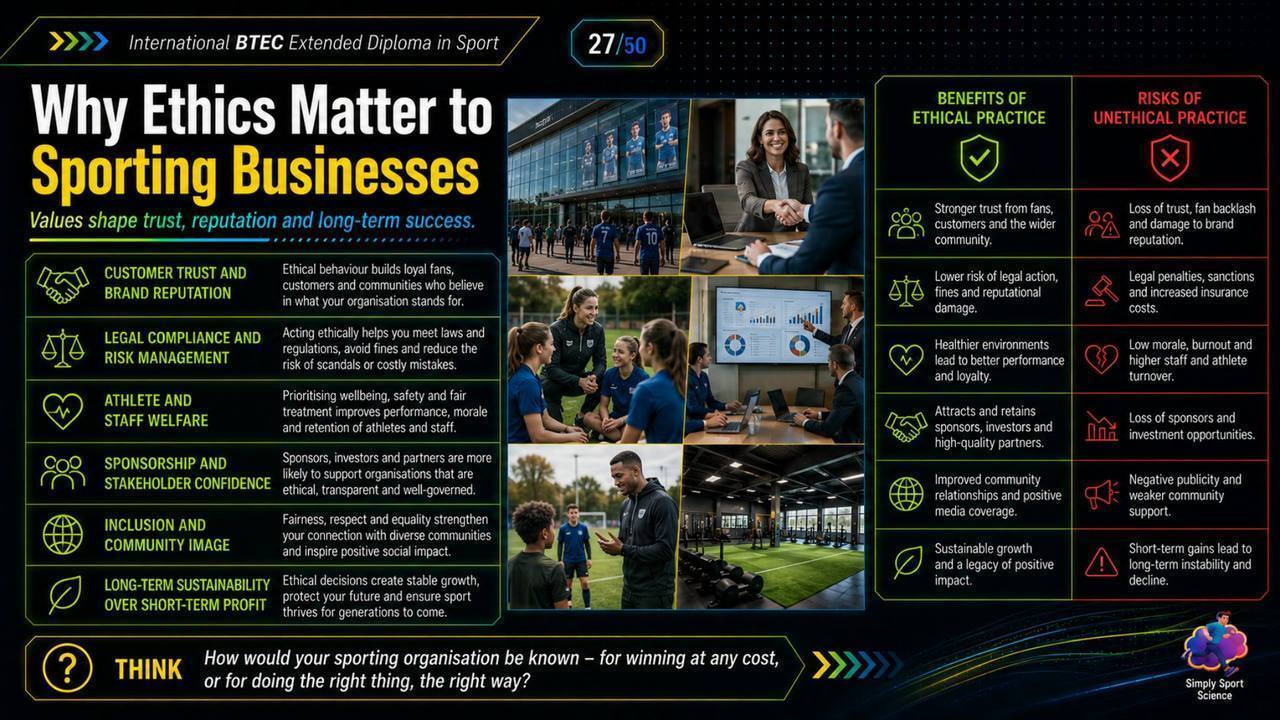 International BTEC Extended Diploma in Sport
27/50
Why Ethics Matter to
Sporting Businesses
Values shape trust, reputation and long-term success.
CUSTOMER TRUST AND
BRAND REPUTATION
Ethical behaviour builds loyal fans,
customers and communities who believe
in what your organisation stands for.
LEGAL COMPLIANCE AND
RISK MANAGEMENT
Acting ethically helps you meet laws and
regulations, avoid fines and reduce the
risk of scandals or costly mistakes.
ATHLETE AND
STAFF WELFARE
Prioritising wellbeing, safety and fair
treatment improves performance, morale
and retention of athletes and staff.
SPONSORSHIP AND
STAKEHOLDER CONFIDENCE
Sponsors, investors and partners are more
likely to support organisations that are
ethical, transparent and well-governed.
INCLUSION AND
COMMUNITY IMAGE
Fairness, respect and equality strengthen
your connection with diverse communities
and inspire positive social impact.
LONG-TERM SUSTAINABILITY
OVER SHORT-TERM PROFIT
Ethical decisions create stable growth,
protect your future and ensure sport
thrives for generations to come.
7
10
BENEFITS OF
ETHICAL PRACTICE
RISKS OF
UNETHICAL PRACTICE
Stronger trust from fans,
customers and the wider
community.
Loss of trust, fan backlash
and damage to brand
reputation.
Lower risk of legal action,
fines and reputational
damage.
Legal penalties, sanctions
and increased insurance
costs.
Healthier environments
lead to better performance
and loyalty.
Low morale, burnout and
higher staff and athlete
turnover.
Attracts and retains
sponsors, investors and
high-quality partners.
Loss of sponsors and
investment opportunities.
Improved community
relationships and positive
media coverage.
Negative publicity and
weaker community
support.
Sustainable growth
and a legacy of positive
impact.
Short-term gains lead to
long-term instability and
decline.
? THINK
How would your sporting organisation be known – for winning at any cost,
or for doing the right thing, the right way?
Simply Sport
Science